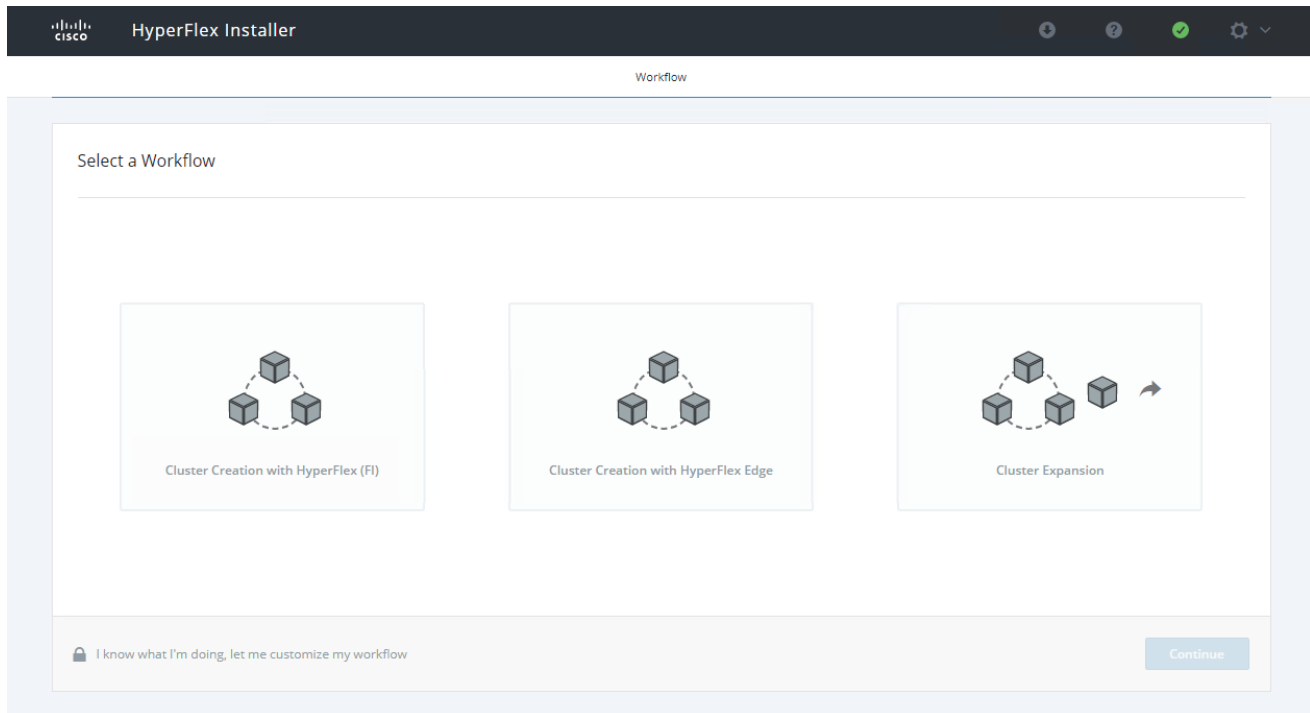 cisco HyperFlex Installer
Workflow
Select a Workflow
Cluster Creation with HyperFlex (FI)
Cluster Creation with HyperFlex Edge
Cluster Expansion
I know what I'm doing, let me customize my workflow
Continue